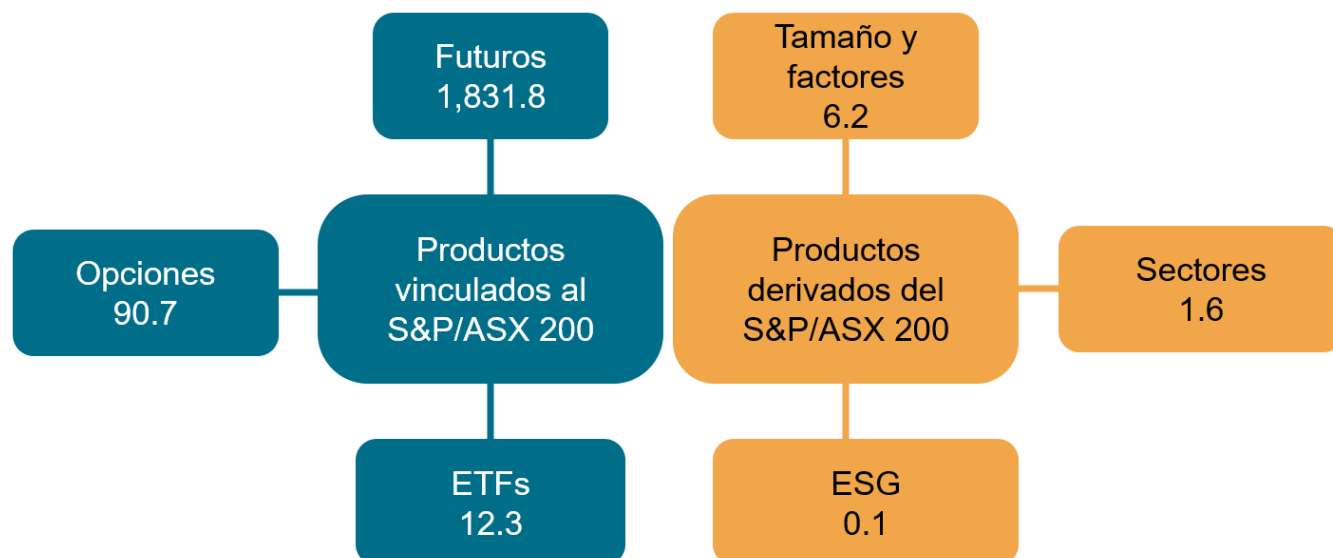 Futuros
1,831.8
Tamaño y
factores
6.2
Opciones
90.7
Productos
vinculados al
S&P/ASX 200
Productos
derivados del
S&P/ASX 200
Sectores
1.6
ETFs
12.3
ESG
0.1